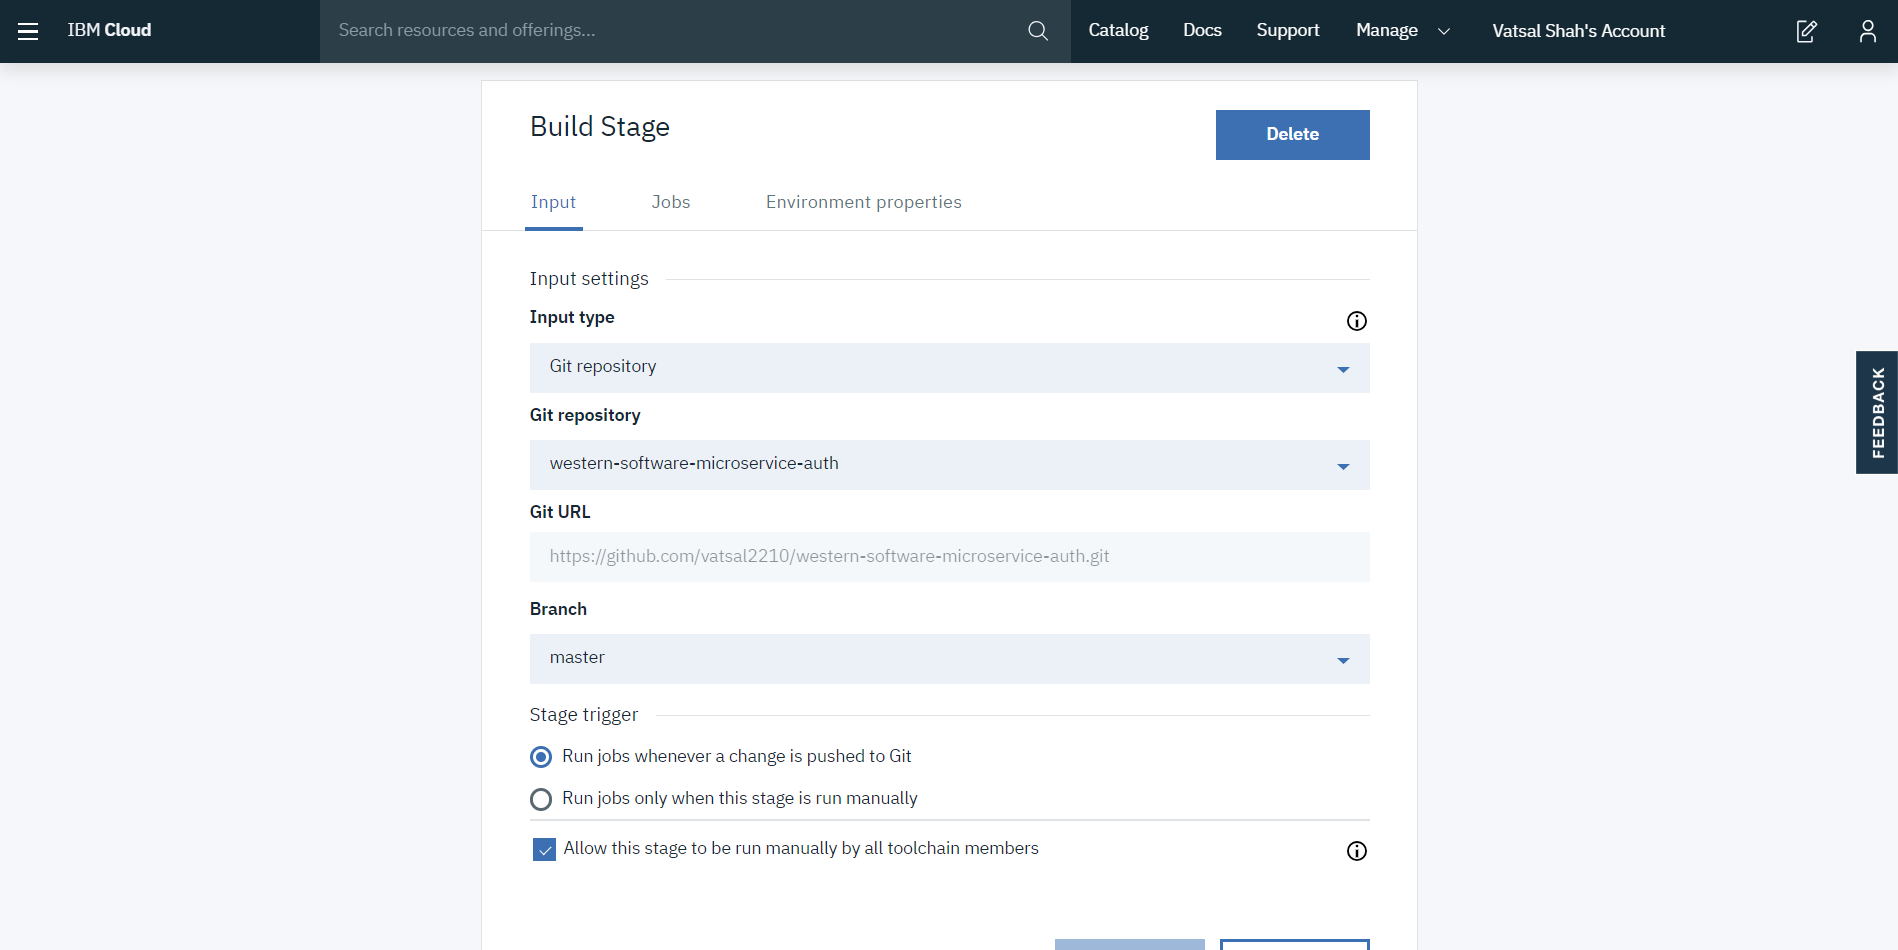 IBM Cloud
Search resources and offerings...
Catalog
Docs
Support
Manage
Vatsal Shah's Account
Build Stage
Delete
Input
Jobs
Environment properties
Input settings
Input type
Git repository
Git repository
western-software-microservice-auth
Git URL
https://github.com/vatsal2210/western-software-microservice-auth.git
Branch
master
Stage trigger
Run jobs whenever a change is pushed to Git
Run jobs only when this stage is run manually
Allow this stage to be run manually by all toolchain members
FEEDBACK